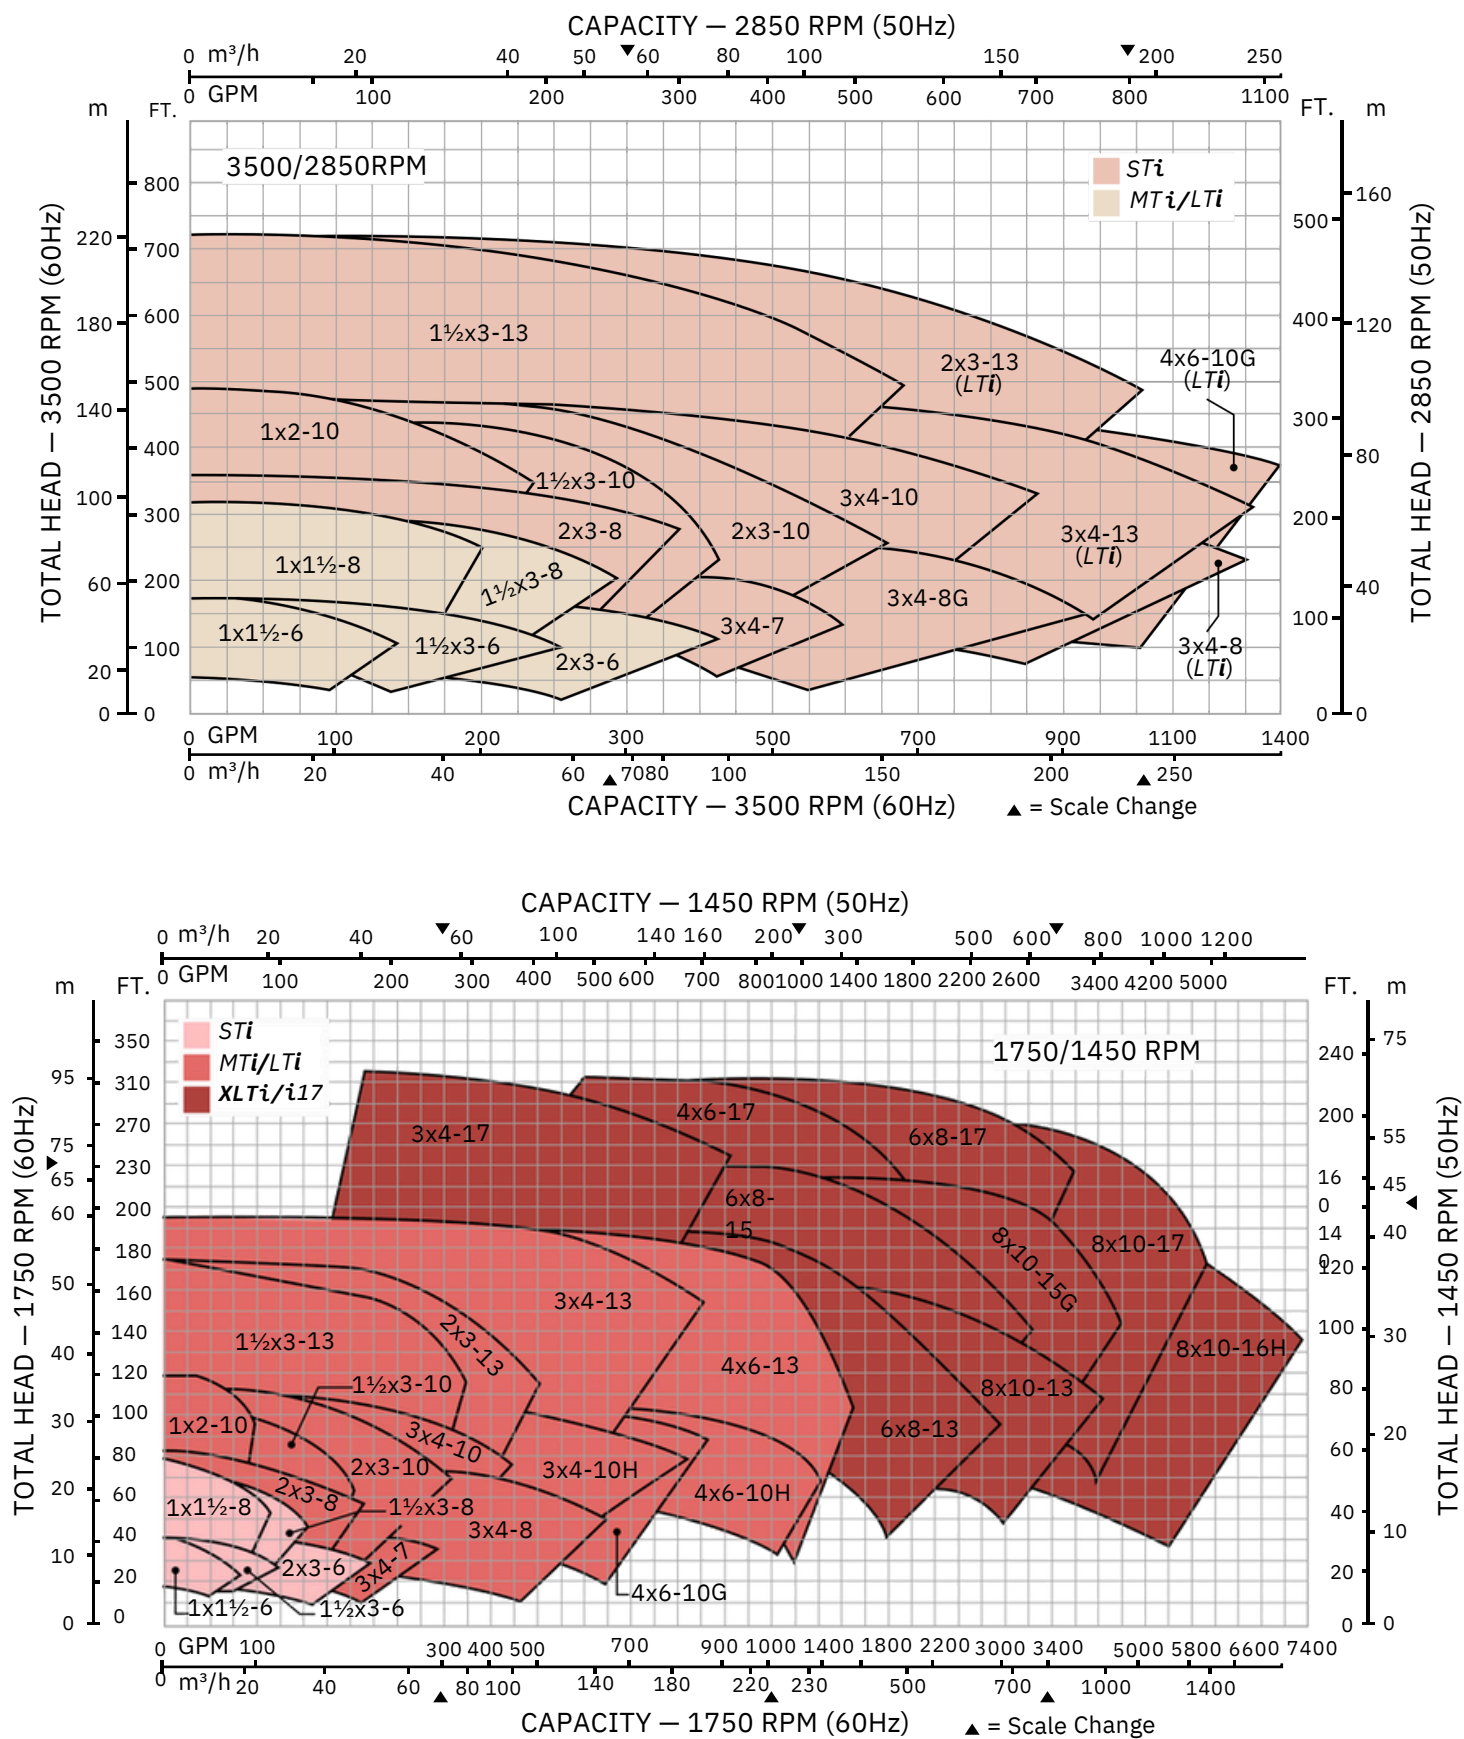 CAPACITY — 2850 RPM (50Hz)
0 m³/h 20 40 50 60 80 100 150 200 250
0 GPM 100 200 300 400 500 600 700 800 1100
m FT. FT. m
3500/2850RPM
STi
MTi/LTi
TOTAL HEAD — 3500 RPM (60Hz)
220
180
140
100
60
20
0
800
700
600
500
400
300
200
100
0
1½x3-13
2x3-13
(LTi)
4x6-10G
(LTi)
1x2-10
1½x3-10
3x4-10
2x3-8
2x3-10
3x4-13
(LTi)
1x1½-8
1½x3-8
3x4-8G
1x1½-6
1½x3-6
3x4-7
2x3-6
3x4-8
(LTi)
500
400
300
200
100
0
160
120
80
40
0
TOTAL HEAD — 2850 RPM (50Hz)
0 GPM 100 200 300 500 700 900 1100 1400
0 m³/h 20 40 60 70 80 100 150 200 250
CAPACITY — 3500 RPM (60Hz)
▲ = Scale Change
CAPACITY — 1450 RPM (50Hz)
0 m³/h 20 40 60 100 140 160 200 300 500 600 800 1000 1200
0 GPM 100 200 300 400 500 600 700 800 1000 1400 1800 2200 2600 3400 4200 5000
m FT. FT. m
STi
MTi/LTi
XLTi/i17
1750/1450 RPM
TOTAL HEAD — 1750 RPM (60Hz)
95
75
65
60
50
40
30
20
10
0
350
310
270
230
200
180
160
140
120
100
80
60
40
20
0
3x4-17
4x6-17
6x8-17
6x8-
15
8x10-15G
8x10-17
3x4-13
2x3-13
1½x3-13
4x6-13
8x10-16H
1½x3-10
8x10-13
1x2-10
3x4-10
6x8-13
2x3-10
3x4-10H
2x3-8
4x6-10H
1x1½-8
1½x3-8
3x4-8
2x3-6
3x4-7
4x6-10G
1x1½-6
1½x3-6
240
200
16
0
14
0
120
100
80
60
40
20
0
75
55
45
40
30
20
10
0
TOTAL HEAD — 1450 RPM (50Hz)
0 GPM 100 300 400 500 700 900 1000 1400 1800 2200 3000 3400 5000 5800 6600 7400
0 m³/h 20 40 60 80 100 140 180 220 230 500 700 1000 1400
CAPACITY — 1750 RPM (60Hz)
▲ = Scale Change